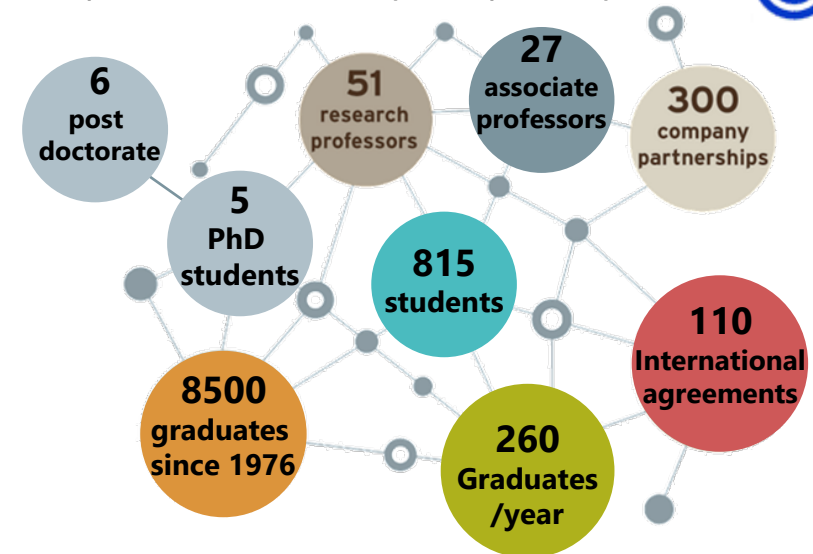 6
post
doctorate
51
research
professors
27
associate
professors
300
company
partnerships
5
PhD
students
815
students
110
International
agreements
8500
graduates
since 1976
260
Graduates
/year